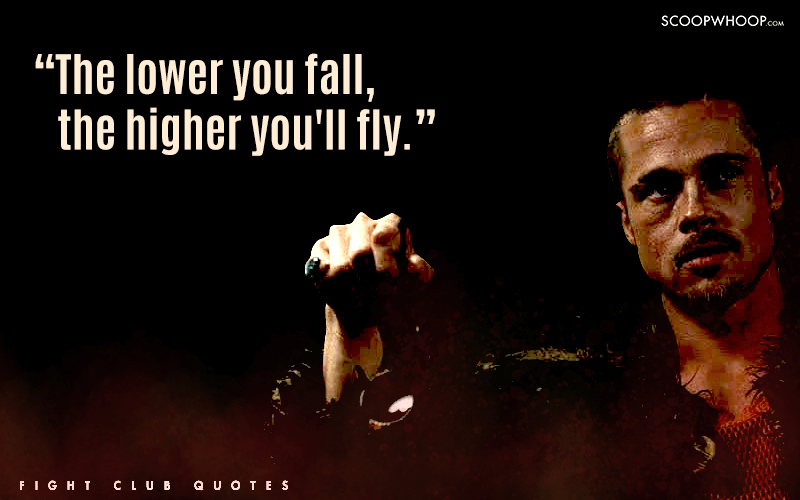 SCOOPWHOOP.COM
“The lower you fall,
the higher you'll fly.”
FIGHT CLUB QUOTES